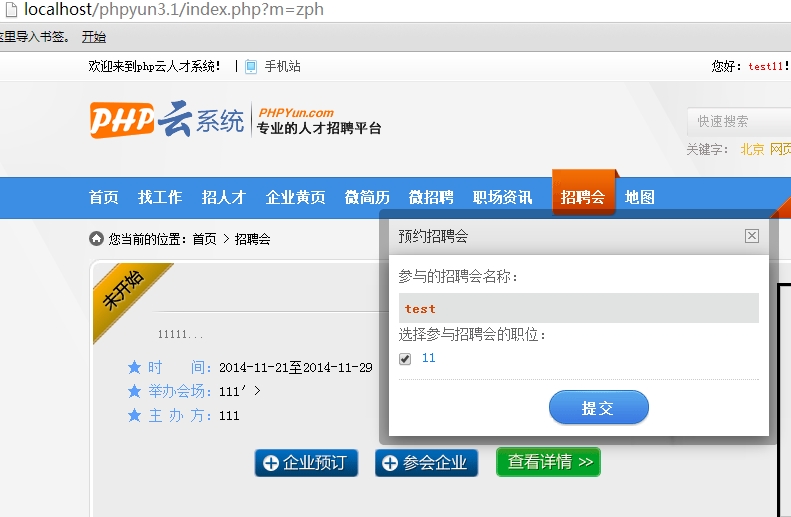 localhost/phpyun3.1/index.php?m=zph
这里导入书签。 开始
欢迎来到php云人才系统! | 手机站 您好: test11!
PHP云系统 PHPYun.com
专业的人才招聘平台
快速搜索
关键字: 北京 网页
首页 找工作 招人才 企业黄页 微简历 微招聘 职场资讯 招聘会 地图
您当前的位置: 首页 > 招聘会
预约招聘会
参与的招聘会名称:
test
选择参与招聘会的职位:
11
提交
未开始
11111...
★ 时 间: 2014-11-21至2014-11-29
★ 举办会场: 111′ >
★ 主 办 方: 111
企业预订 参会企业 查看详情 >>